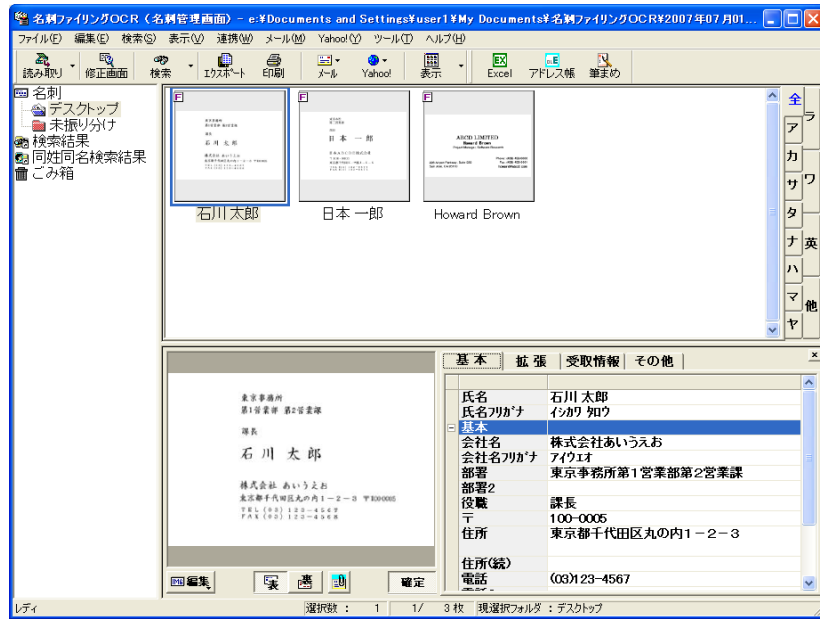 名刺ファイリングOCR（名刺管理画面） - e:¥Documents and Settings¥user1¥My Documents¥名刺ファイリングOCR¥2007年07月01...
ファイル(F) 編集(E) 検索(S) 表示(V) 連携(W) メール(M) Yahoo!(Y) ツール(T) ヘルプ(H)
読み取り 修正画面 検索 エクスポート 印刷 メール Yahoo! 表示 Excel アドレス帳 筆まめ
名刺
デスクトップ
未振り分け
検索結果
同姓同名検索結果
ごみ箱
石川 太郎
日本 一郎
ABCD LIMITED
Howard Brown
石川 太郎 日本 一郎 Howard Brown
全
ア
カ
サ
タ
ナ
ハ
マ
ヤ
ラ
ワ
英
他
東京事務所
第1営業部 第2営業課
課長
石川 太郎
株式会社 あいうえお
東京都千代田区丸の内1－2－3 〒1000005
TEL (03) 123-4567
FAX (03) 123-4568
編集 表 裏 確定
基本 拡張 受取情報 その他
氏名 石川 太郎
氏名フリガナ イシカワ タロウ
基本
会社名 株式会社あいうえお
会社名フリガナ アイウエオ
部署 東京事務所第1営業部第2営業課
部署2
役職 課長
〒 100-0005
住所 東京都千代田区丸の内1－2－3
住所(続)
電話 (03)123-4567
レディ 選択数： 1 1/ 3枚 現選択フォルダ：デスクトップ